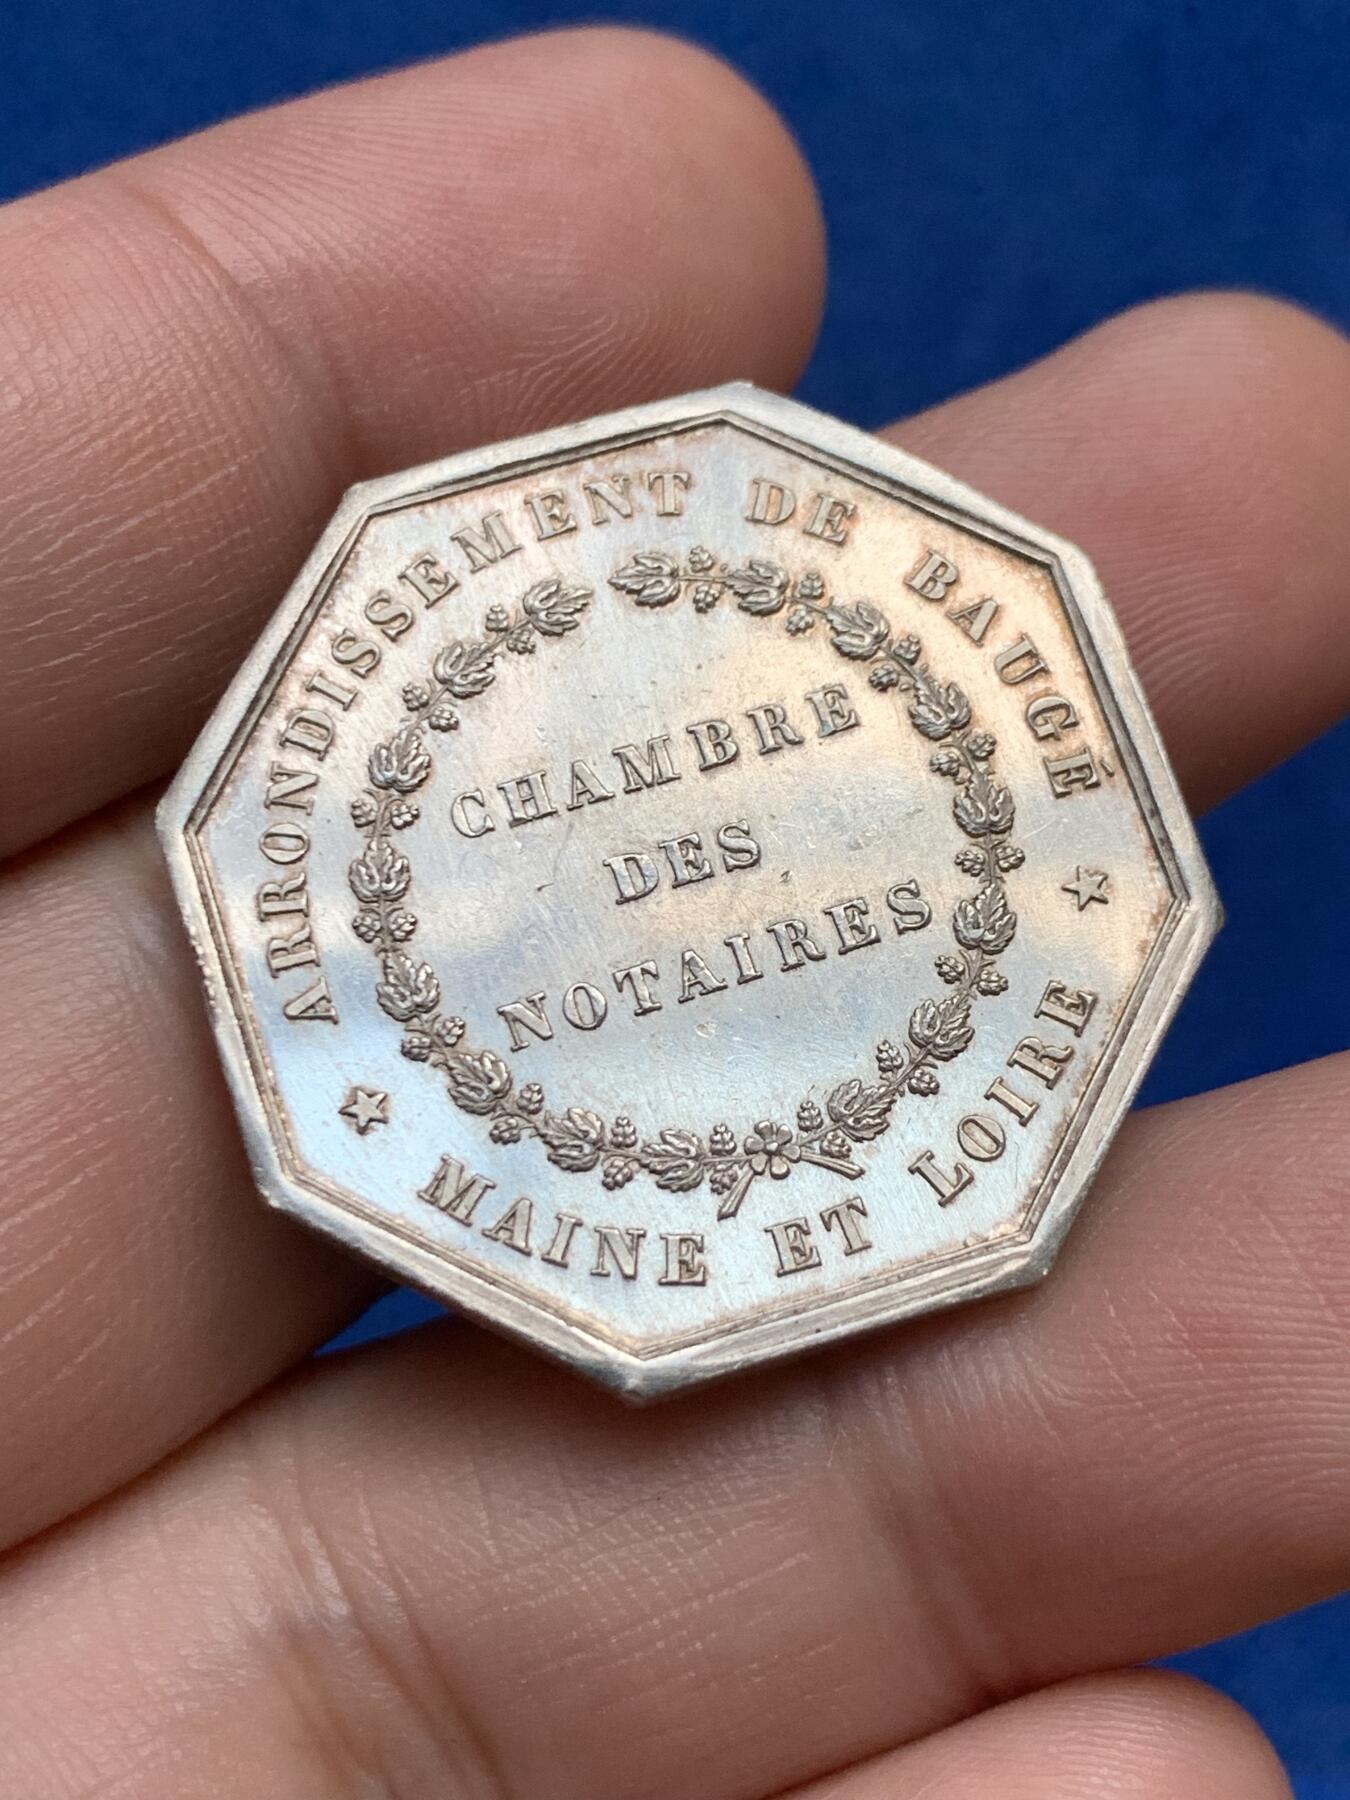 ARRONDISSEMENT DE BAUGÉ
CHAMBRE
DES
NOTAIRES
MAINE ET LOIRE